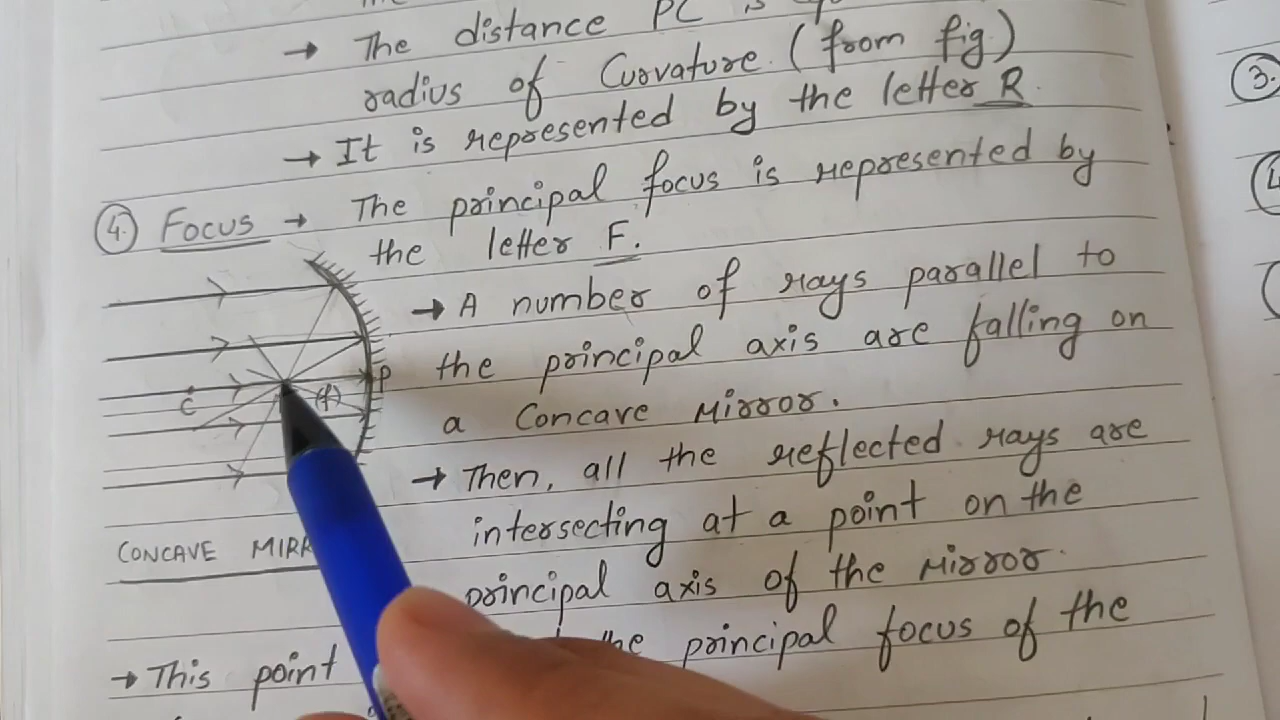 → The distance PC is
radius of Curvature. (from fig.)
→ It is represented by the letter R.
④ Focus → The principal focus is represented by
the letter F.
→ A number of rays parallel to
the principal axis are falling on
a Concave Mirror.
→ Then, all the reflected rays are
intersecting at a point on the
principal axis of the Mirror.
→ This point
the principal focus of the
C
(f)
P
CONCAVE MIRR
③.